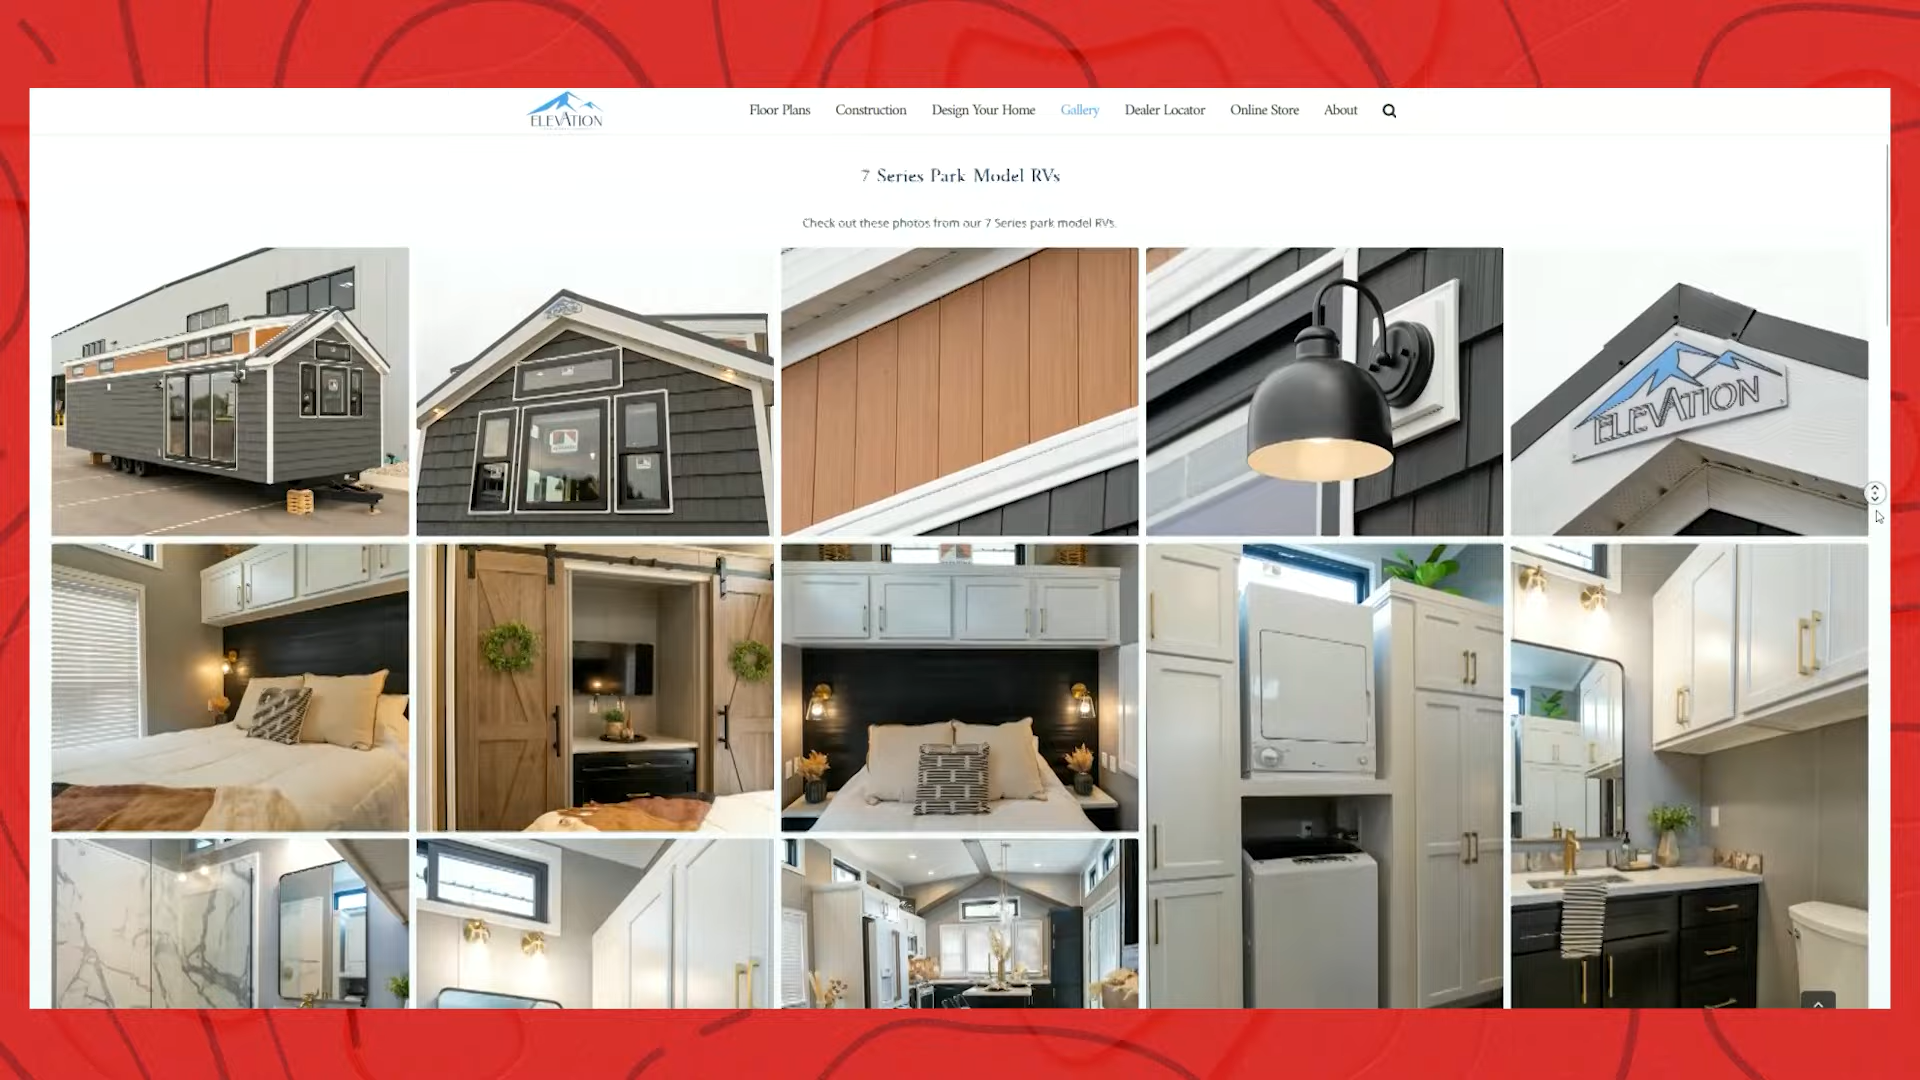 ELEVATION
Floor Plans Construction Design Your Home Gallery Dealer Locator Online Store About
7 Series Park Model RVs
Check out these photos from our 7 Series park model RVs.
ELEVATION